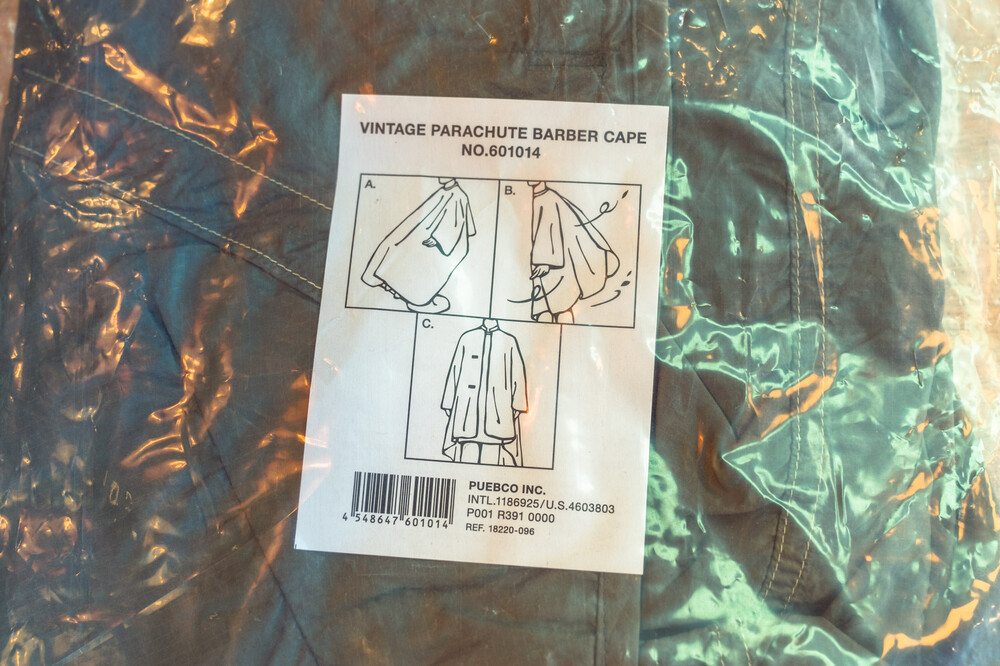 VINTAGE PARACHUTE BARBER CAPE
NO.601014
A.
B.
C.
PUEBCO INC.
INTL.1186925/U.S.4603803
P001 R391 0000
REF. 18220-096
4 548647 601014